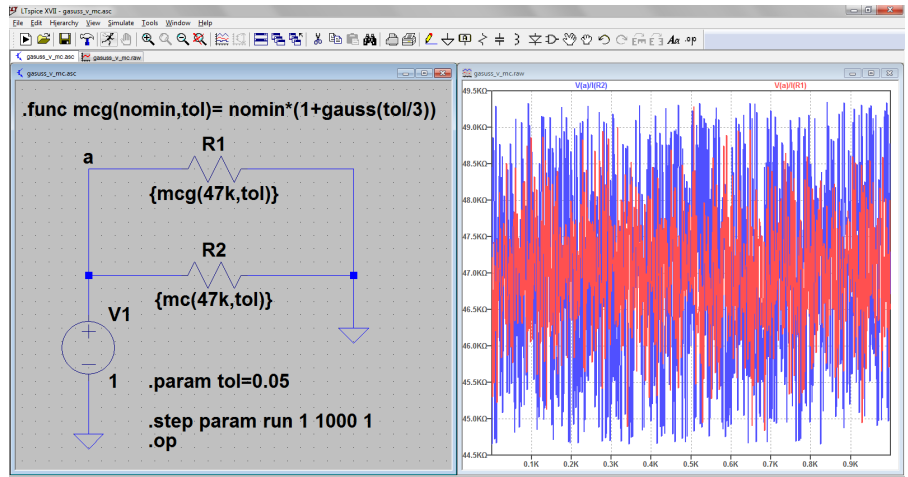 LTspice XVII - gasuss_v_mc.asc
File Edit Hierarchy View Simulate Tools Window Help
gasuss_v_mc.asc gasuss_v_mc.raw
gasuss_v_mc.asc
.func mcg(nomin,tol)= nomin*(1+gauss(tol/3))
R1
a
{mcg(47k,tol)}
R2
{mc(47k,tol)}
V1
1
.param tol=0.05
.step param run 1 1000 1
.op
gasuss_v_mc.raw
V(a)/I(R2) V(a)/I(R1)
49.5KΩ
49.0KΩ
48.5KΩ
48.0KΩ
47.5KΩ
47.0KΩ
46.5KΩ
46.0KΩ
45.5KΩ
45.0KΩ
44.5KΩ
0.1K 0.2K 0.3K 0.4K 0.5K 0.6K 0.7K 0.8K 0.9K